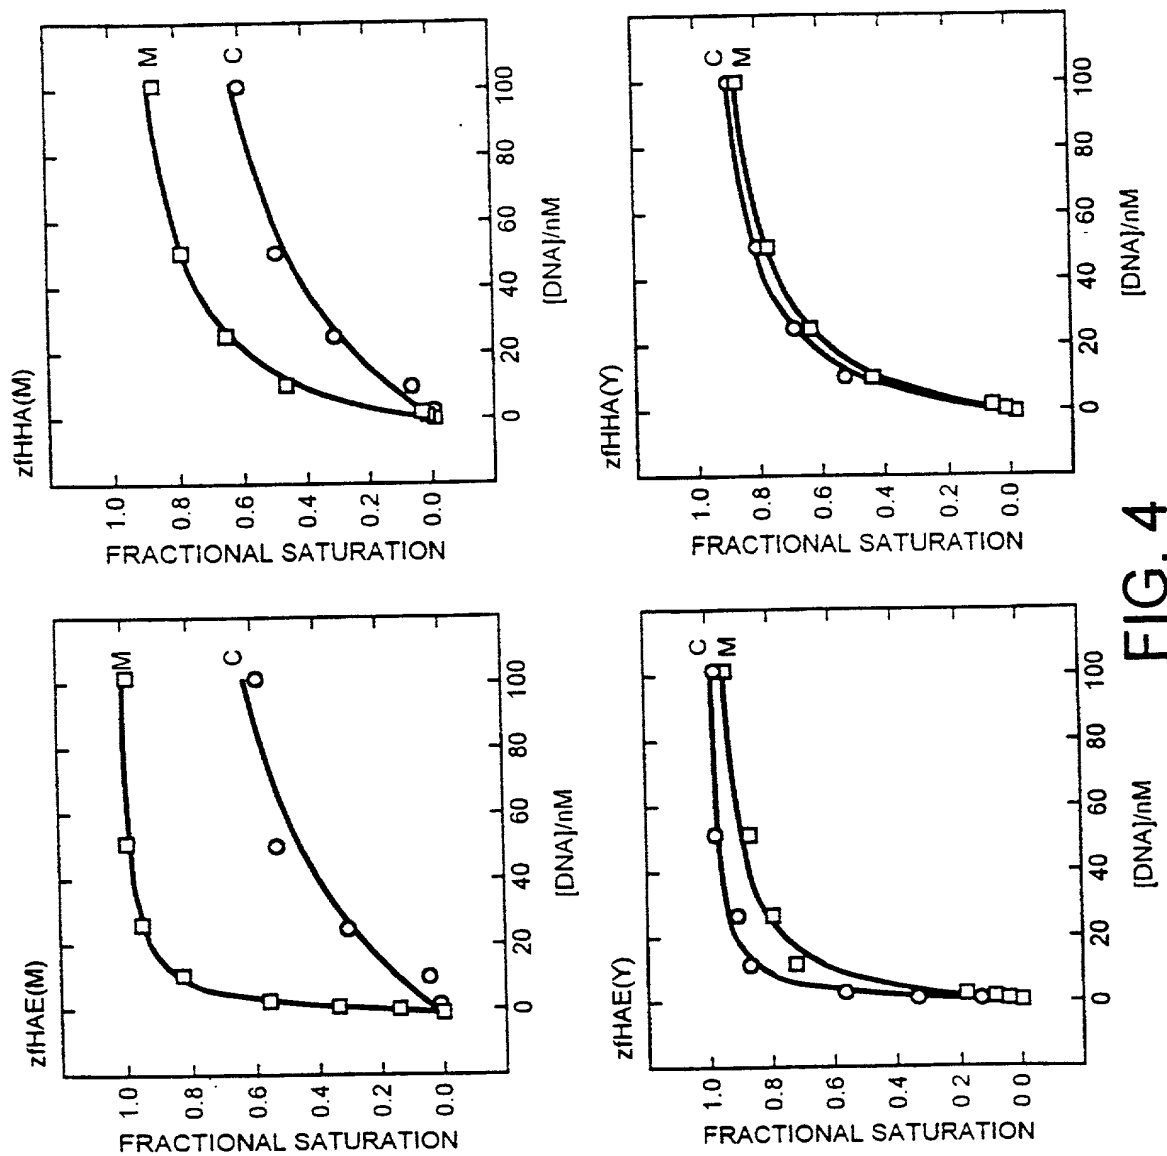 zfHAE(M)
FRACTIONAL SATURATION
1.0
0.8
0.6
0.4
0.2
0.0
M
C
0
20
40
60
80
100
[DNA]/nM
zfHHA(M)
FRACTIONAL SATURATION
1.0
0.8
0.6
0.4
0.2
0.0
M
C
0
20
40
60
80
100
[DNA]/nM
zfHAE(Y)
FRACTIONAL SATURATION
1.0
0.8
0.6
0.4
0 2
0 0
C
M
0
20
40
60
80
100
[DNA]/nM
zfHHA(Y)
FRACTIONAL SATURATION
1.0
0.8
0.6
0.4
0.2
0.0
C
M
0
20
40
60
80
100
[DNA]/nM
FIG. 4